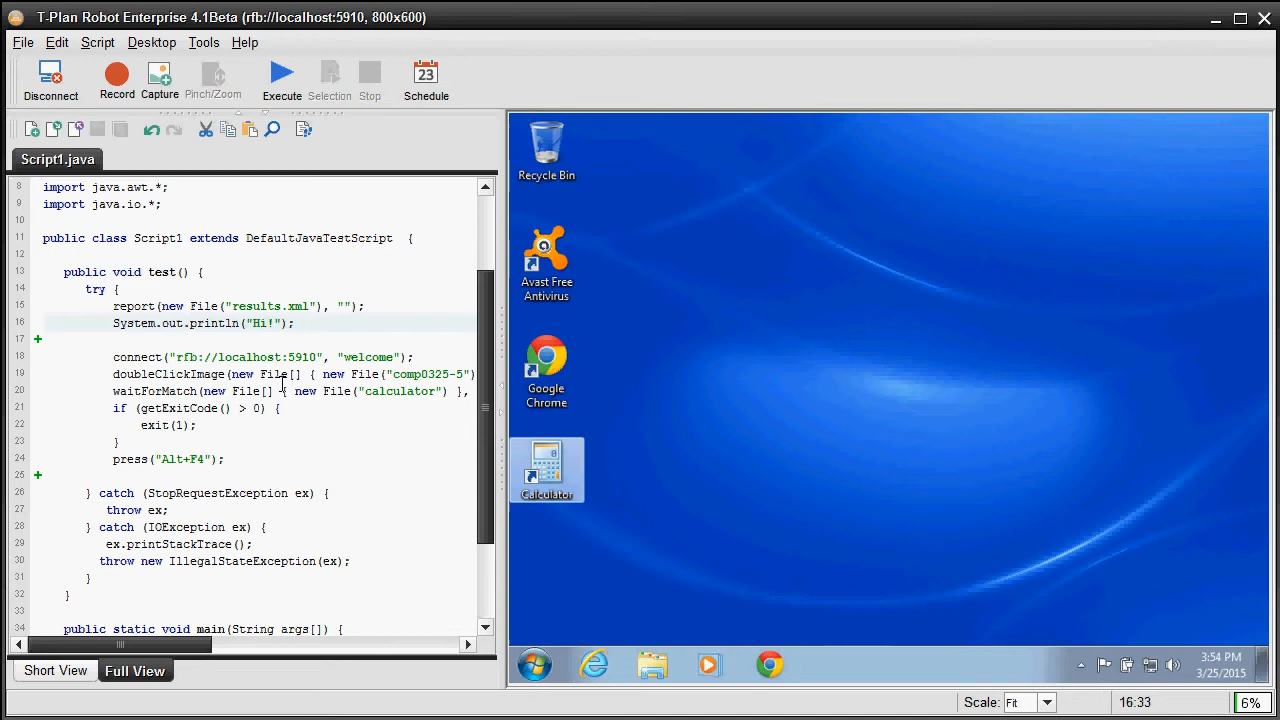 T-Plan Robot Enterprise 4.1Beta (rfb://localhost:5910, 800x600)
File Edit Script Desktop Tools Help
23
Disconnect Record Capture Pinch/Zoom Execute Selection Stop Schedule
Script1.java
8 import java.awt.*;
9 import java.io.*;
10
11 public class Script1 extends DefaultJavaTestScript {
12
13 public void test() {
14 try {
15 report(new File("results.xml"), "");
16 System.out.println("Hi!");
17
18 connect("rfb://localhost:5910", "welcome");
19 doubleClickImage(new File[] { new File("comp0325-5")
20 waitForMatch(new File[] { new File("calculator") },
21 if (getExitCode() > 0) {
22 exit(1);
23 }
24 press("Alt+F4");
25
26 } catch (StopRequestException ex) {
27 throw ex;
28 } catch (IOException ex) {
29 ex.printStackTrace();
30 throw new IllegalStateException(ex);
31 }
32 }
33
34 public static void main(String args[]) {
Short View Full View
Recycle Bin
Avast Free
Antivirus
Google
Chrome
Calculator
3:54 PM
3/25/2015
Scale: Fit 16:33 6%